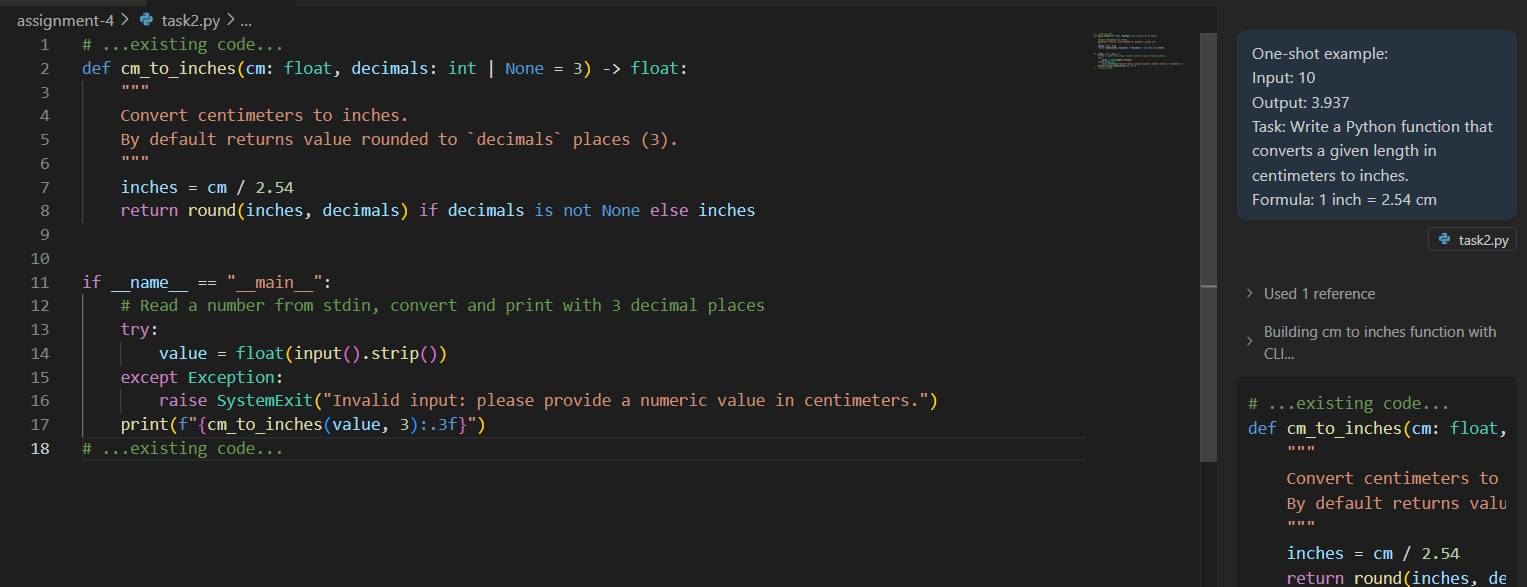 assignment-4 > task2.py > ...
1 # ...existing code...
2 def cm_to_inches(cm: float, decimals: int | None = 3) -> float:
3     """
4     Convert centimeters to inches.
5     By default returns value rounded to `decimals` places (3).
6     """
7     inches = cm / 2.54
8     return round(inches, decimals) if decimals is not None else inches
9
10
11 if __name__ == "__main__":
12     # Read a number from stdin, convert and print with 3 decimal places
13     try:
14         value = float(input().strip())
15     except Exception:
16         raise SystemExit("Invalid input: please provide a numeric value in centimeters.")
17     print(f"{cm_to_inches(value, 3):.3f}")
18 # ...existing code...
One-shot example:
Input: 10
Output: 3.937
Task: Write a Python function that
converts a given length in
centimeters to inches.
Formula: 1 inch = 2.54 cm
task2.py
> Used 1 reference
> Building cm to inches function with
CLI...
# ...existing code...
def cm_to_inches(cm: float,
    """
    Convert centimeters to
    By default returns valu
    """
    inches = cm / 2.54
    return round(inches, de